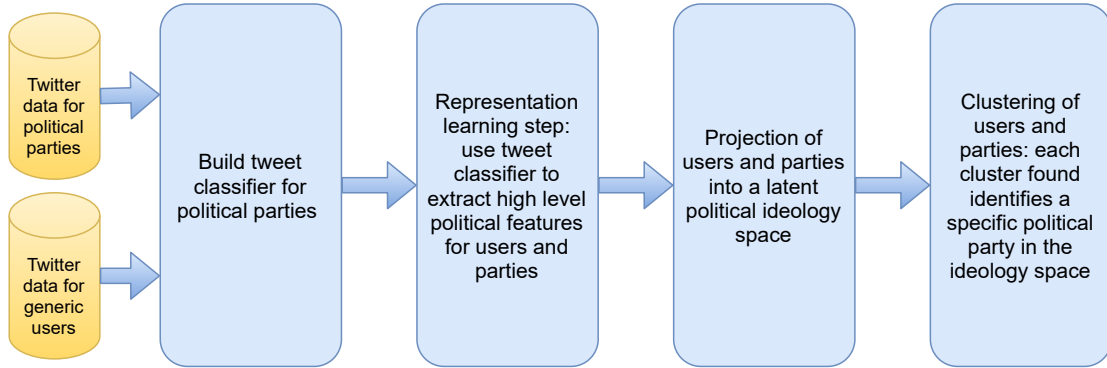 Twitter
data for
political
parties
Twitter
data for
generic
users
Build tweet
classifier for
political parties
Representation
learning step:
use tweet
classifier to
extract high level
political features
for users and
parties
Projection of
users and parties
into a latent
political ideology
space
Clustering of
users and
parties: each
cluster found
identifies a
specific political
party in the
ideology space